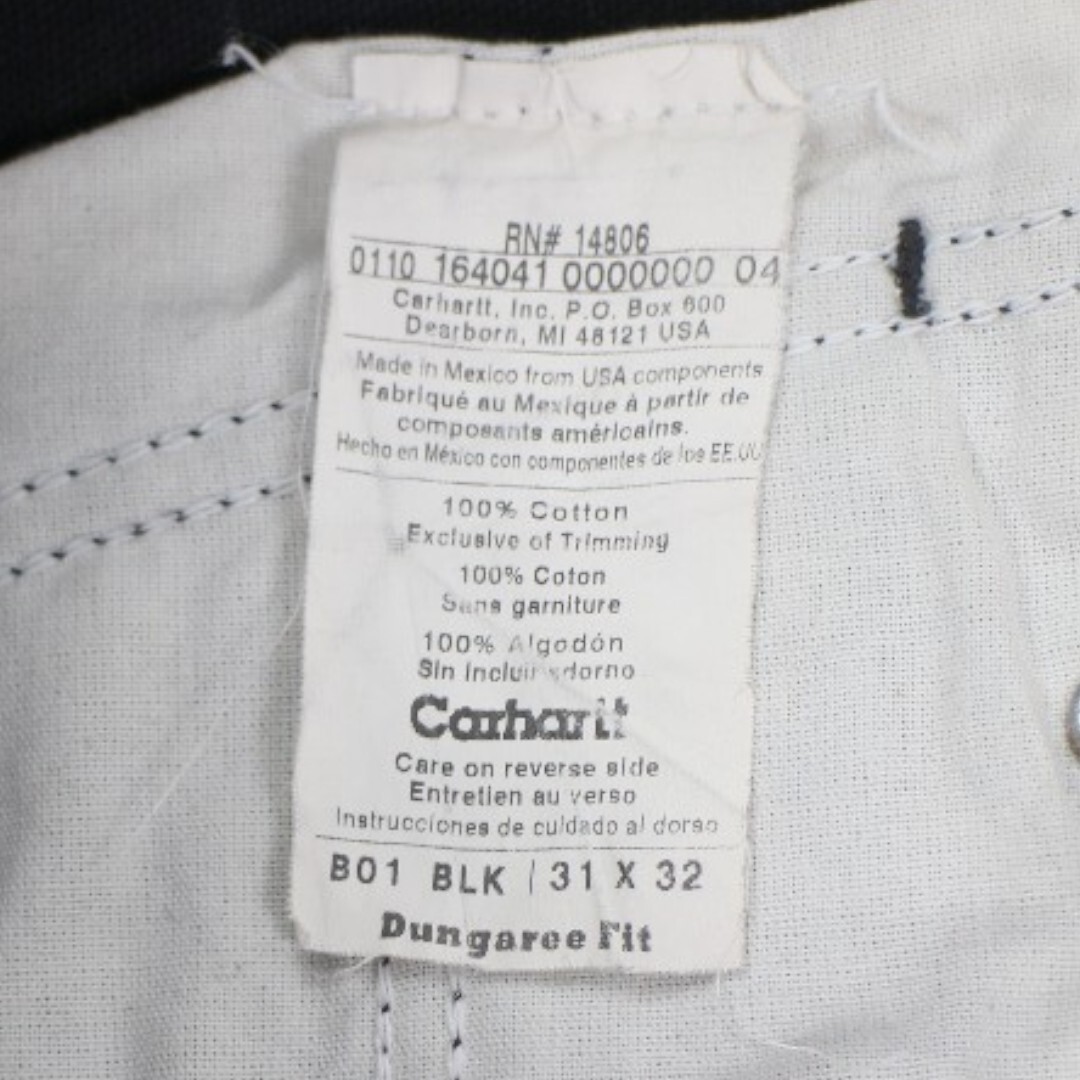 RN# 14806
0110 164041 0000000 04
Carhartt, Inc. P.O. Box 600
Dearborn, MI 48121 USA
Made in Mexico from USA components
Fabriqué au Mexique à partir de
composants américains.
Hecho en México con componentes de los EE.UU
100% Cotton
Exclusive of Trimming
100% Coton
Sans garniture
100% Algodón
Sin incluir adorno
Carhartt
Care on reverse side
Entretien au verso
Instrucciones de cuidado al dorso
B01 BLK | 31 X 32
Dungaree Fit